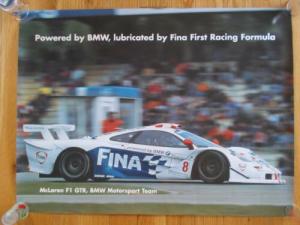 Powered by BMW, lubricated by Fina First Racing Formula
FINA
8
McLaren F1 GTR, BMW Motorsport Team